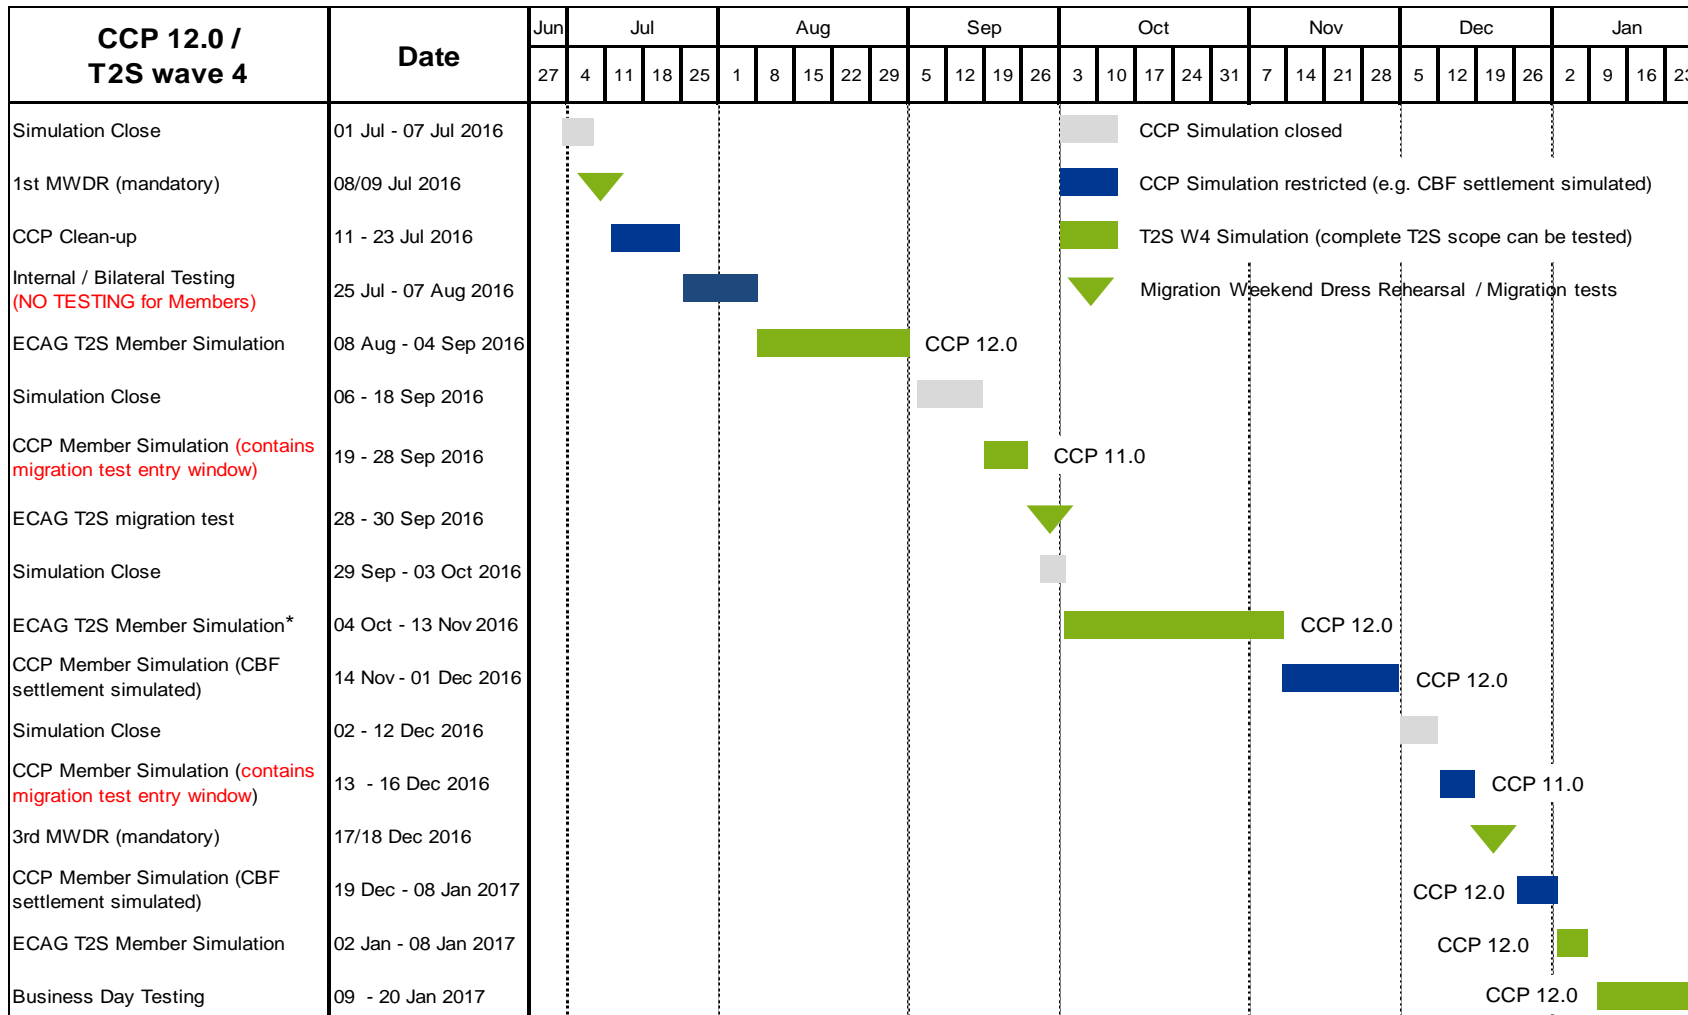 CCP 12.0 /
T2S wave 4
Date
Jun Jul Aug Sep Oct Nov Dec Jan
27 4 11 18 25 1 8 15 22 29 5 12 19 26 3 10 17 24 31 7 14 21 28 5 12 19 26 2 9 16 23
Simulation Close 01 Jul - 07 Jul 2016 CCP Simulation closed
1st MWDR (mandatory) 08/09 Jul 2016 CCP Simulation restricted (e.g. CBF settlement simulated)
CCP Clean-up 11 - 23 Jul 2016 T2S W4 Simulation (complete T2S scope can be tested)
Internal / Bilateral Testing
(NO TESTING for Members) 25 Jul - 07 Aug 2016 Migration Weekend Dress Rehearsal / Migration tests
ECAG T2S Member Simulation 08 Aug - 04 Sep 2016 CCP 12.0
Simulation Close 06 - 18 Sep 2016
CCP Member Simulation (contains
migration test entry window) 19 - 28 Sep 2016 CCP 11.0
ECAG T2S migration test 28 - 30 Sep 2016
Simulation Close 29 Sep - 03 Oct 2016
ECAG T2S Member Simulation* 04 Oct - 13 Nov 2016 CCP 12.0
CCP Member Simulation (CBF
settlement simulated) 14 Nov - 01 Dec 2016 CCP 12.0
Simulation Close 02 - 12 Dec 2016
CCP Member Simulation (contains
migration test entry window) 13 - 16 Dec 2016 CCP 11.0
3rd MWDR (mandatory) 17/18 Dec 2016
CCP Member Simulation (CBF
settlement simulated) 19 Dec - 08 Jan 2017 CCP 12.0
ECAG T2S Member Simulation 02 Jan - 08 Jan 2017 CCP 12.0
Business Day Testing 09 - 20 Jan 2017 CCP 12.0